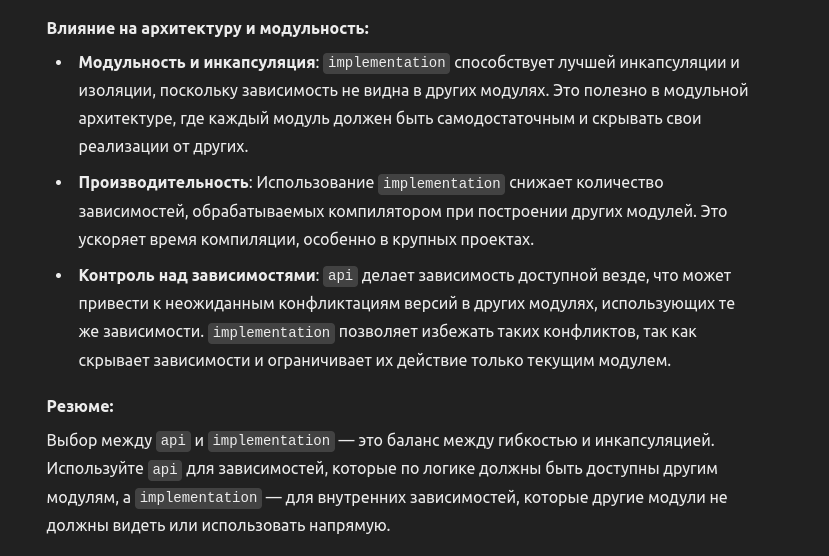 Влияние на архитектуру и модульность:
• Модульность и инкапсуляция: implementation способствует лучшей инкапсуляции и
изоляции, поскольку зависимость не видна в других модулях. Это полезно в модульной
архитектуре, где каждый модуль должен быть самодостаточным и скрывать свои
реализации от других.
• Производительность: Использование implementation снижает количество
зависимостей, обрабатываемых компилятором при построении других модулей. Это
ускоряет время компиляции, особенно в крупных проектах.
• Контроль над зависимостями: api делает зависимость доступной везде, что может
привести к неожиданным конфликтациям версий в других модулях, использующих те
же зависимости. implementation позволяет избежать таких конфликтов, так как
скрывает зависимости и ограничивает их действие только текущим модулем.
Резюме:
Выбор между api и implementation — это баланс между гибкостью и инкапсуляцией.
Используйте api для зависимостей, которые по логике должны быть доступны другим
модулям, а implementation — для внутренних зависимостей, которые другие модули не
должны видеть или использовать напрямую.